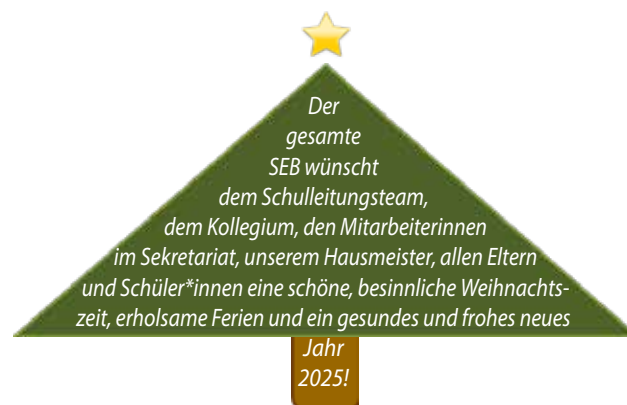 Der
gesamte
SEB wünscht
dem Schulleitungsteam,
dem Kollegium, den Mitarbeiterinnen
im Sekretariat, unserem Hausmeister, allen Eltern
und Schüler*innen eine schöne, besinnliche Weihnachts-
zeit, erholsame Ferien und ein gesundes und frohes neues
Jahr
2025!